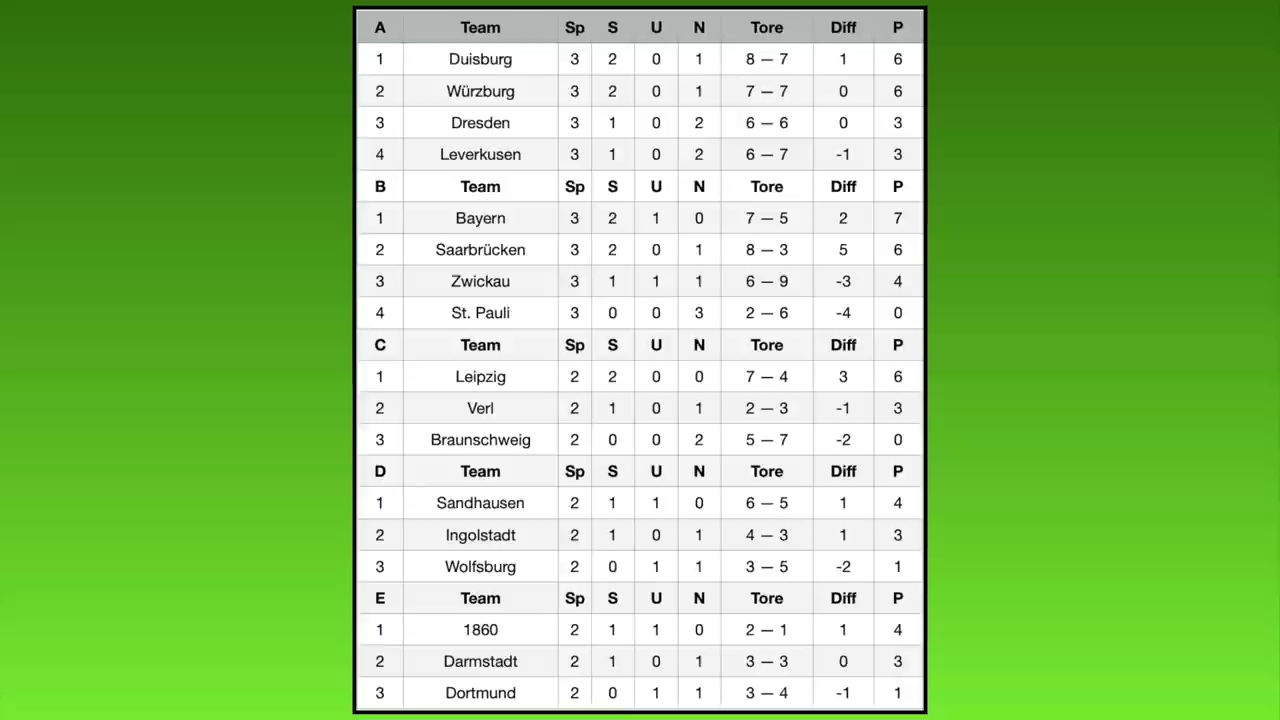 A Team Sp S U N Tore Diff P
1 Duisburg 3 2 0 1 8 — 7 1 6
2 Würzburg 3 2 0 1 7 — 7 0 6
3 Dresden 3 1 0 2 6 — 6 0 3
4 Leverkusen 3 1 0 2 6 — 7 -1 3
B Team Sp S U N Tore Diff P
1 Bayern 3 2 1 0 7 — 5 2 7
2 Saarbrücken 3 2 0 1 8 — 3 5 6
3 Zwickau 3 1 1 1 6 — 9 -3 4
4 St. Pauli 3 0 0 3 2 — 6 -4 0
C Team Sp S U N Tore Diff P
1 Leipzig 2 2 0 0 7 — 4 3 6
2 Verl 2 1 0 1 2 — 3 -1 3
3 Braunschweig 2 0 0 2 5 — 7 -2 0
D Team Sp S U N Tore Diff P
1 Sandhausen 2 1 1 0 6 — 5 1 4
2 Ingolstadt 2 1 0 1 4 — 3 1 3
3 Wolfsburg 2 0 1 1 3 — 5 -2 1
E Team Sp S U N Tore Diff P
1 1860 2 1 1 0 2 — 1 1 4
2 Darmstadt 2 1 0 1 3 — 3 0 3
3 Dortmund 2 0 1 1 3 — 4 -1 1